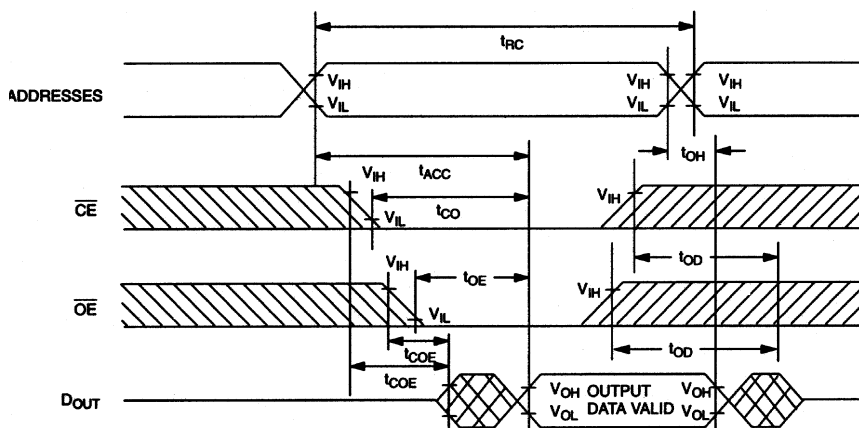 tRC
ADDRESSES
VIH
VIL
VIH
VIL
VIH
VIL
tOH
tACC
CE
VIH
VIL
tCO
VIH
tOD
OE
VIH
VIL
tOE
VIH
tOD
tCOE
tCOE
DOUT
VOH OUTPUT VOH
VOL DATA VALID VOL